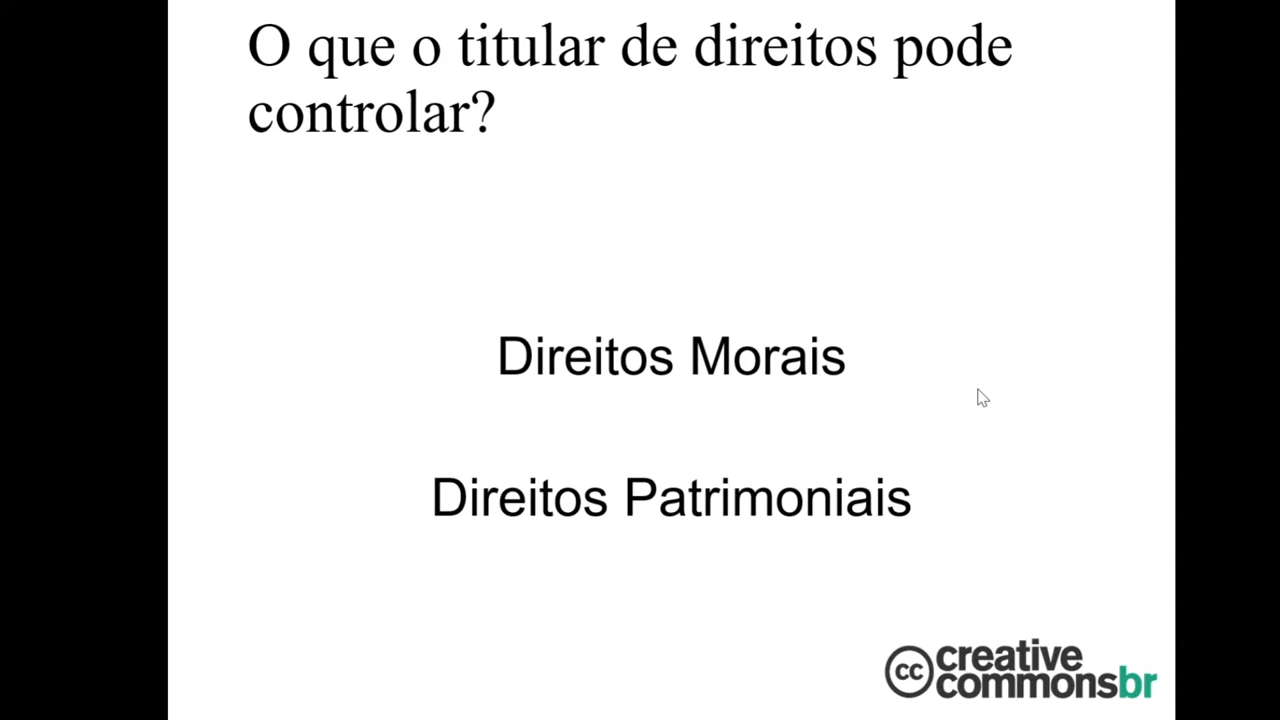 O que o titular de direitos pode
controlar?
Direitos Morais
Direitos Patrimoniais
cc creative
commonsbr